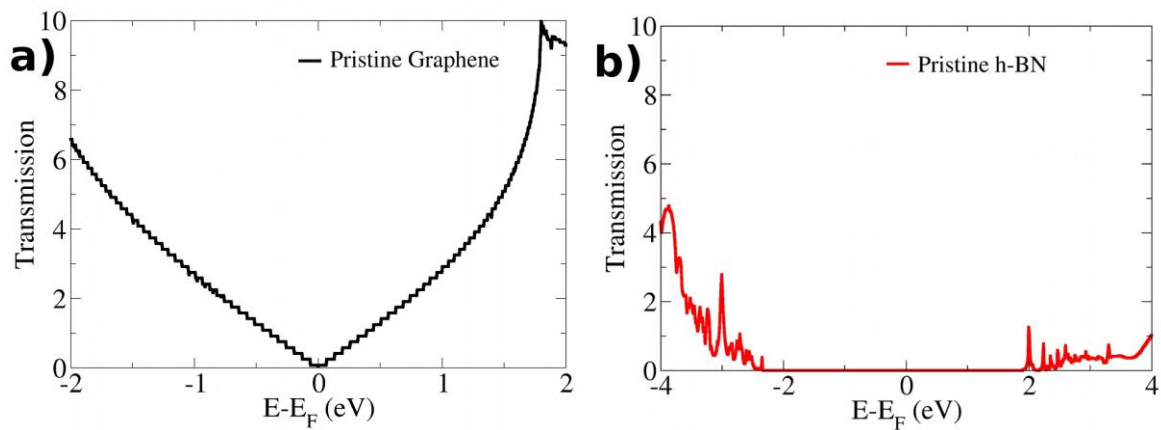 a)
Pristine Graphene
Transmission
10
8
6
4
2
0
-2 -1 0 1 2
E-E_F (eV)
b)
Pristine h-BN
Transmission
10
8
6
4
2
0
-4 -2 0 2 4
E-E_F (eV)